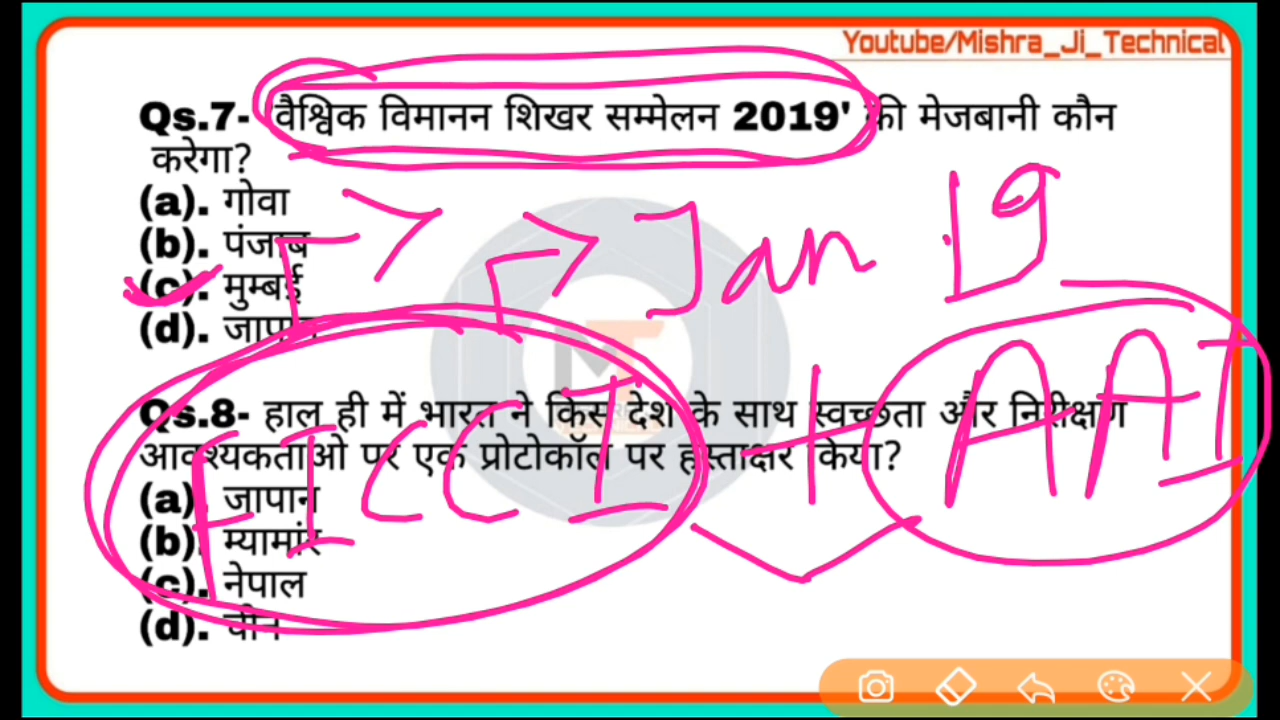 Youtube/Mishra_Ji_Technical
Qs.7- 'वैश्विक विमानन शिखर सम्मेलन 2019' की मेजबानी कौन
करेगा?
(a). गोवा
(b). पंजाब
(c). मुम्बई
(d). जापान
Jan 19
Qs.8- हाल ही में भारत ने किस देश के साथ स्वच्छता और निरीक्षण
आवश्यकताओ पर एक प्रोटोकॉल पर हस्ताक्षर किया?
(a). जापान
(b). म्यामांर
(c). नेपाल
(d). चीन
FICCI + AAI